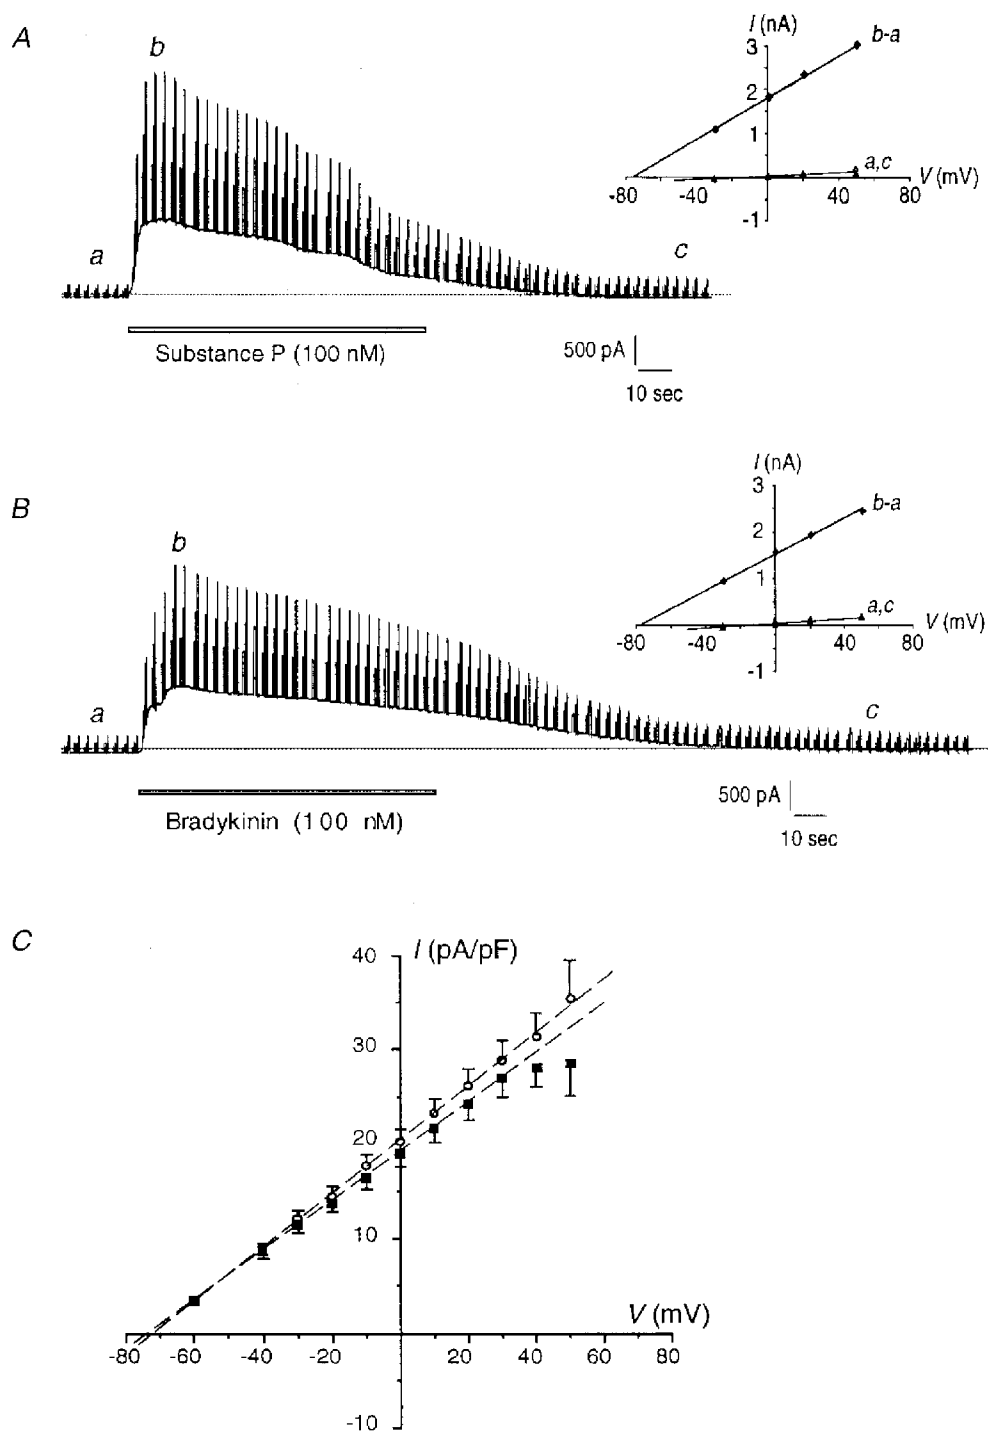 A
b
a
c
Substance P (100 nM)
500 pA
10 sec
I (nA)
3
2
1
-1
b-a
a,c
V (mV)
-80
-40
40
80
B
b
a
c
Bradykinin (100 nM)
500 pA
10 sec
I (nA)
3
2
1
-1
b-a
a,c
V (mV)
-80
-40
40
80
C
I (pA/pF)
40
30
20
10
-10
V (mV)
-80
-60
-40
-20
20
40
60
80